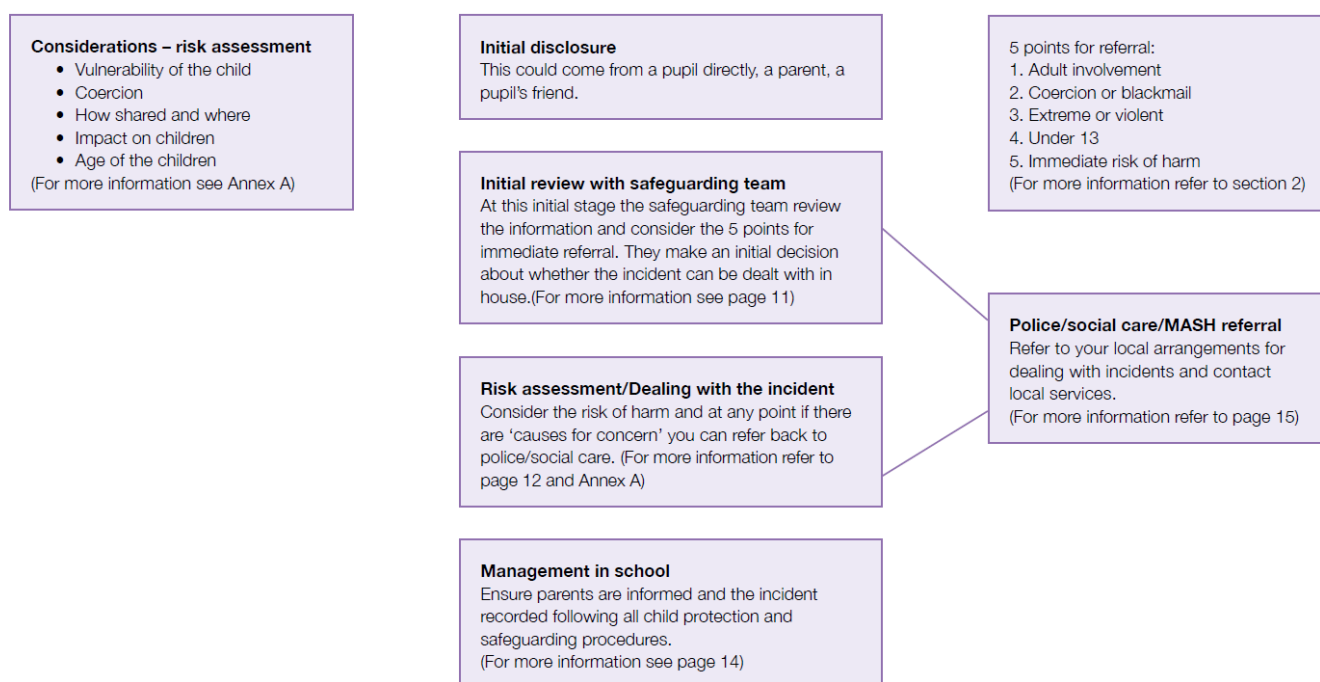 Considerations – risk assessment
• Vulnerability of the child
• Coercion
• How shared and where
• Impact on children
• Age of the children
(For more information see Annex A)
Initial disclosure
This could come from a pupil directly, a parent, a
pupil's friend.
Initial review with safeguarding team
At this initial stage the safeguarding team review
the information and consider the 5 points for
immediate referral. They make an initial decision
about whether the incident can be dealt with in
house.(For more information see page 11)
Risk assessment/Dealing with the incident
Consider the risk of harm and at any point if there
are ‘causes for concern’ you can refer back to
police/social care. (For more information refer to
page 12 and Annex A)
Management in school
Ensure parents are informed and the incident
recorded following all child protection and
safeguarding procedures.
(For more information see page 14)
5 points for referral:
1. Adult involvement
2. Coercion or blackmail
3. Extreme or violent
4. Under 13
5. Immediate risk of harm
(For more information refer to section 2)
Police/social care/MASH referral
Refer to your local arrangements for
dealing with incidents and contact
local services.
(For more information refer to page 15)